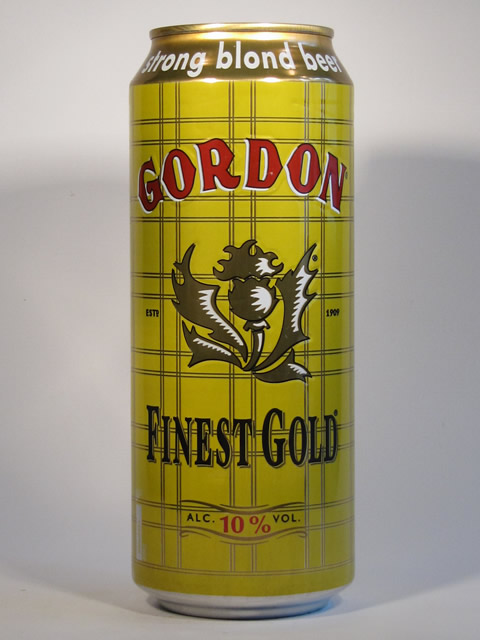 strong blond beer
GORDON
ESTD 1909
FINEST GOLD
ALC. 10% VOL.